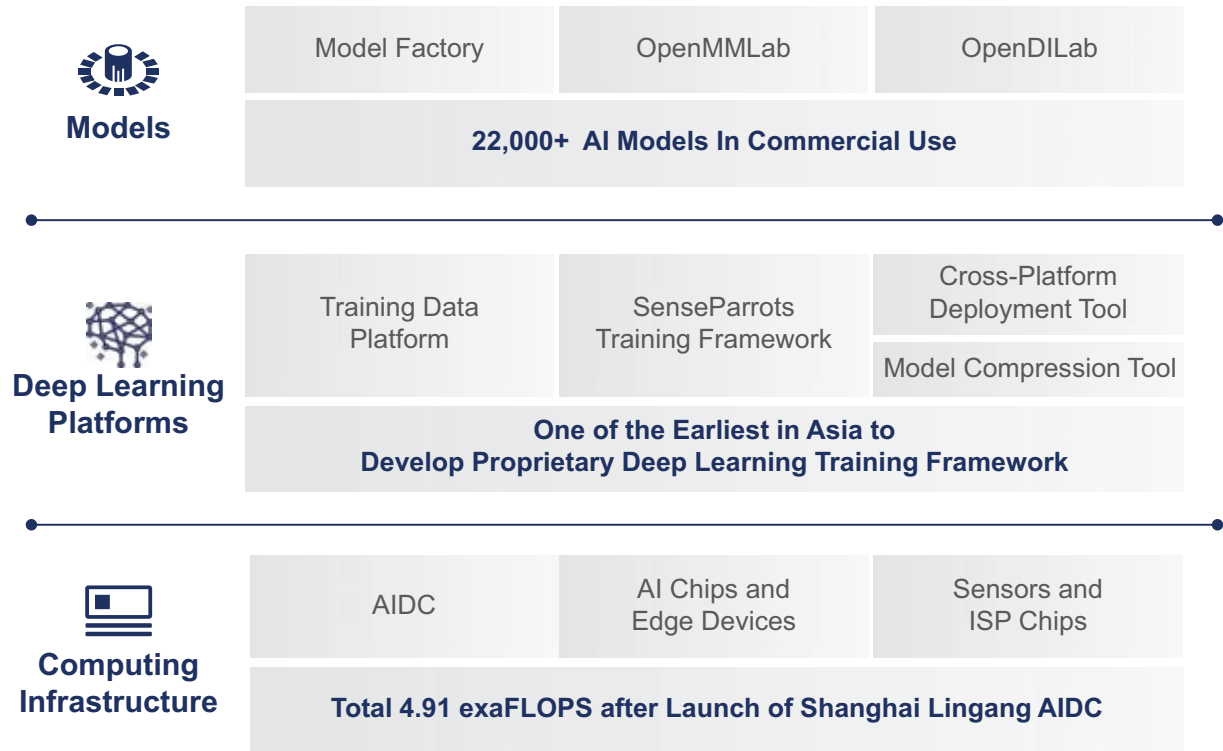 Model Factory
OpenMMLab
OpenDILab
Models
22,000+ AI Models In Commercial Use
Training Data
Platform
SenseParrots
Training Framework
Cross-Platform
Deployment Tool
Model Compression Tool
Deep Learning
Platforms
One of the Earliest in Asia to
Develop Proprietary Deep Learning Training Framework
AIDC
AI Chips and
Edge Devices
Sensors and
ISP Chips
Computing
Infrastructure
Total 4.91 exaFLOPS after Launch of Shanghai Lingang AIDC